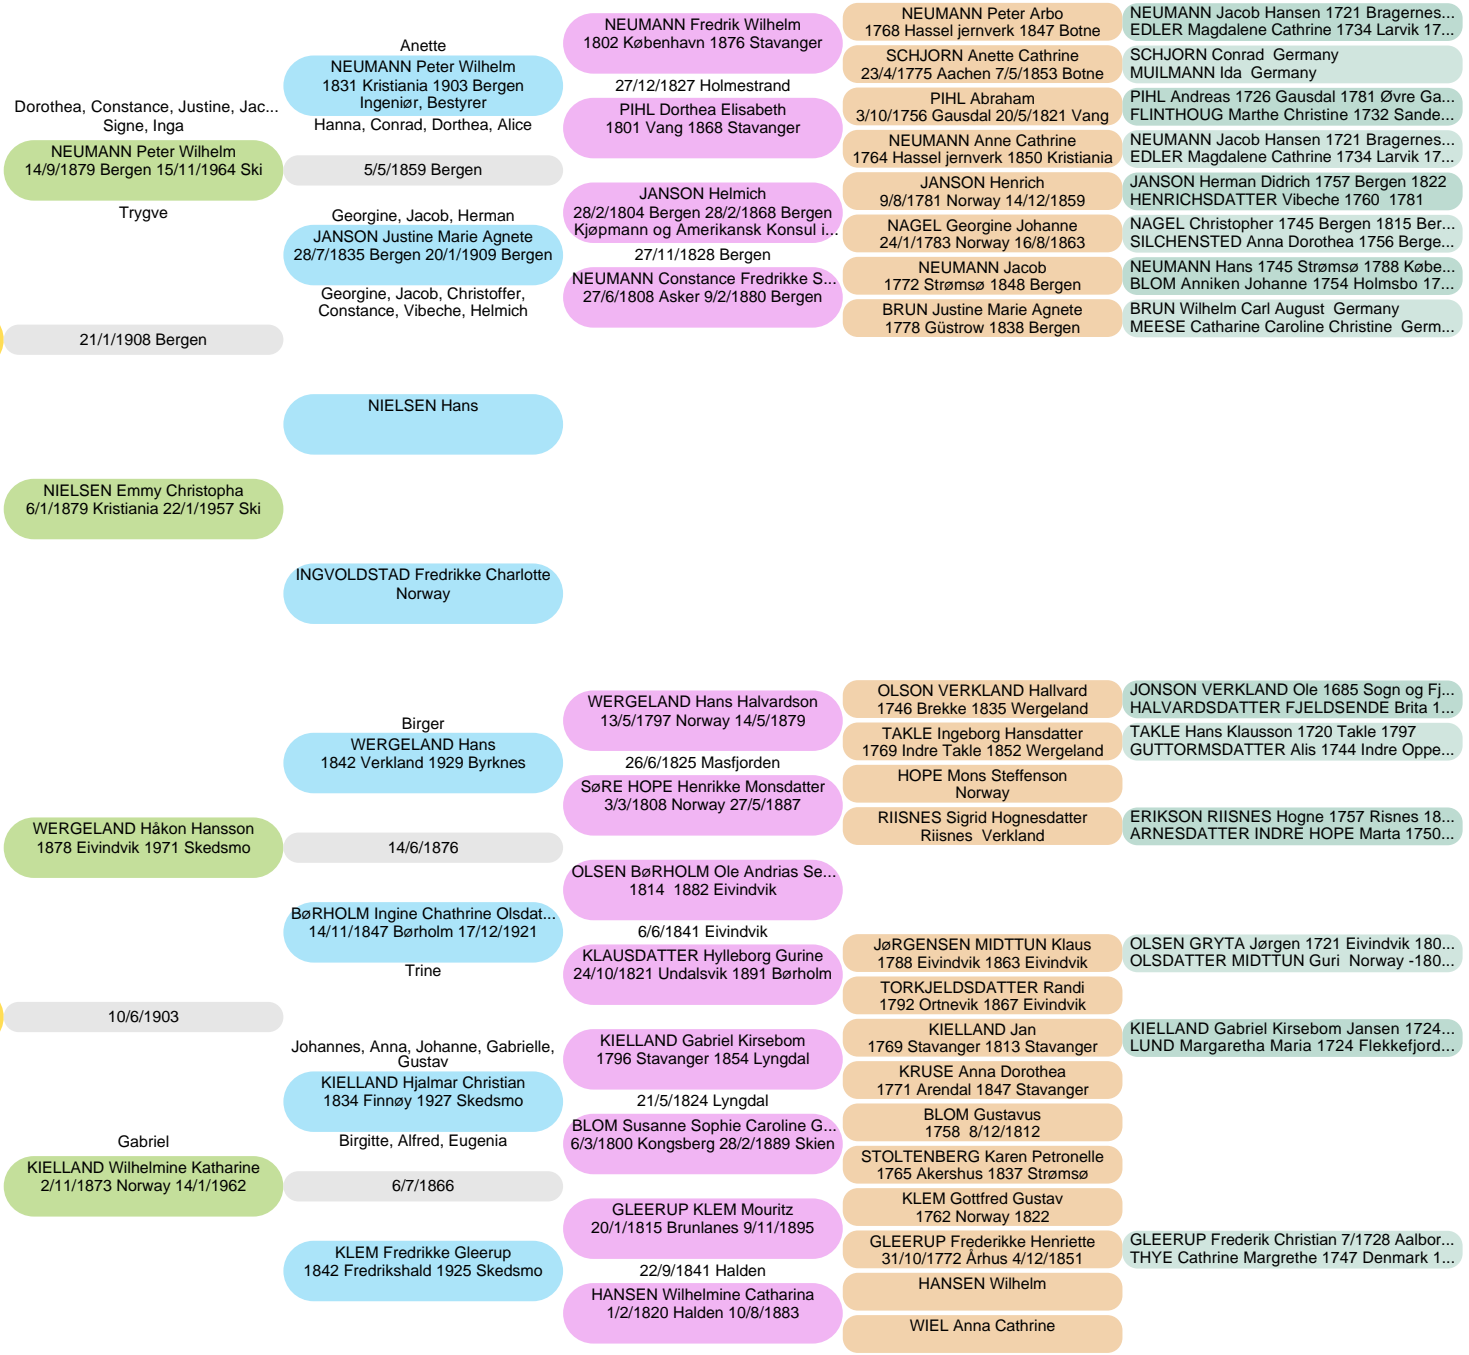 Dorothea, Constance, Justine, Jac...
Signe, Inga
NEUMANN Peter Wilhelm
14/9/1879 Bergen 15/11/1964 Ski
Trygve
21/1/1908 Bergen
NIELSEN Emmy Christopha
6/1/1879 Kristiania 22/1/1957 Ski
WERGELAND Håkon Hansson
1878 Eivindvik 1971 Skedsmo
10/6/1903
Gabriel
KIELLAND Wilhelmine Katharine
2/11/1873 Norway 14/1/1962
Anette
NEUMANN Peter Wilhelm
1831 Kristiania 1903 Bergen
Ingeniør, Bestyrer
Hanna, Conrad, Dorthea, Alice
5/5/1859 Bergen
Georgine, Jacob, Herman
JANSON Justine Marie Agnete
28/7/1835 Bergen 20/1/1909 Bergen
Georgine, Jacob, Christoffer,
Constance, Vibeche, Helmich
NIELSEN Hans
INGVOLDSTAD Fredrikke Charlotte
Norway
Birger
WERGELAND Hans
1842 Verkland 1929 Byrknes
14/6/1876
BøRHOLM Ingine Chathrine Olsdat...
14/11/1847 Børholm 17/12/1921
Trine
Johannes, Anna, Johanne, Gabrielle,
Gustav
KIELLAND Hjalmar Christian
1834 Finnøy 1927 Skedsmo
Birgitte, Alfred, Eugenia
6/7/1866
KLEM Fredrikke Gleerup
1842 Fredrikshald 1925 Skedsmo
NEUMANN Fredrik Wilhelm
1802 København 1876 Stavanger
27/12/1827 Holmestrand
PIHL Dorthea Elisabeth
1801 Vang 1868 Stavanger
JANSON Helmich
28/2/1804 Bergen 28/2/1868 Bergen
Kjøpmann og Amerikansk Konsul i...
27/11/1828 Bergen
NEUMANN Constance Fredrikke S...
27/6/1808 Asker 9/2/1880 Bergen
WERGELAND Hans Halvardson
13/5/1797 Norway 14/5/1879
26/6/1825 Masfjorden
SøRE HOPE Henrikke Monsdatter
3/3/1808 Norway 27/5/1887
OLSEN BøRHOLM Ole Andrias Se...
1814 1882 Eivindvik
6/6/1841 Eivindvik
KLAUSDATTER Hylleborg Gurine
24/10/1821 Undalsvik 1891 Børholm
KIELLAND Gabriel Kirsebom
1796 Stavanger 1854 Lyngdal
21/5/1824 Lyngdal
BLOM Susanne Sophie Caroline G...
6/3/1800 Kongsberg 28/2/1889 Skien
GLEERUP KLEM Mouritz
20/1/1815 Brunlanes 9/11/1895
22/9/1841 Halden
HANSEN Wilhelmine Catharina
1/2/1820 Halden 10/8/1883
NEUMANN Peter Arbo
1768 Hassel jernverk 1847 Botne
SCHJORN Anette Cathrine
23/4/1775 Aachen 7/5/1853 Botne
PIHL Abraham
3/10/1756 Gausdal 20/5/1821 Vang
NEUMANN Anne Cathrine
1764 Hassel jernverk 1850 Kristiania
JANSON Henrich
9/8/1781 Norway 14/12/1859
NAGEL Georgine Johanne
24/1/1783 Norway 16/8/1863
NEUMANN Jacob
1772 Strømsø 1848 Bergen
BRUN Justine Marie Agnete
1778 Güstrow 1838 Bergen
OLSON VERKLAND Hallvard
1746 Brekke 1835 Wergeland
TAKLE Ingeborg Hansdatter
1769 Indre Takle 1852 Wergeland
HOPE Mons Steffenson
Norway
RIISNES Sigrid Hognesdatter
Riisnes Verkland
JøRGENSEN MIDTTUN Klaus
1788 Eivindvik 1863 Eivindvik
TORKJELDSDATTER Randi
1792 Ortnevik 1867 Eivindvik
KIELLAND Jan
1769 Stavanger 1813 Stavanger
KRUSE Anna Dorothea
1771 Arendal 1847 Stavanger
BLOM Gustavus
1758 8/12/1812
STOLTENBERG Karen Petronelle
1765 Akershus 1837 Strømsø
KLEM Gottfred Gustav
1762 Norway 1822
GLEERUP Frederikke Henriette
31/10/1772 Århus 4/12/1851
HANSEN Wilhelm
WIEL Anna Cathrine
NEUMANN Jacob Hansen 1721 Bragernes...
EDLER Magdalene Cathrine 1734 Larvik 17...
SCHJORN Conrad Germany
MUILMANN Ida Germany
PIHL Andreas 1726 Gausdal 1781 Øvre Ga...
FLINTHOUG Marthe Christine 1732 Sande...
NEUMANN Jacob Hansen 1721 Bragernes...
EDLER Magdalene Cathrine 1734 Larvik 17...
JANSON Herman Didrich 1757 Bergen 1822
HENRICHSDATTER Vibeche 1760 1781
NAGEL Christopher 1745 Bergen 1815 Ber...
SILCHENSTED Anna Dorothea 1756 Berge...
NEUMANN Hans 1745 Strømsø 1788 Købe...
BLOM Anniken Johanne 1754 Holmsbo 17...
BRUN Wilhelm Carl August Germany
MEESE Catharine Caroline Christine Germ...
JONSON VERKLAND Ole 1685 Sogn og Fj...
HALVARDSDATTER FJELDSENDE Brita 1...
TAKLE Hans Klausson 1720 Takle 1797
GUTTORMSDATTER Alis 1744 Indre Oppe...
ERIKSON RIISNES Hogne 1757 Risnes 18...
ARNESDATTER INDRE HOPE Marta 1750...
OLSEN GRYTA Jørgen 1721 Eivindvik 180...
OLSDATTER MIDTTUN Guri Norway -180...
KIELLAND Gabriel Kirsebom Jansen 1724...
LUND Margaretha Maria 1724 Flekkefjord...
GLEERUP Frederik Christian 7/1728 Aalbor...
THYE Cathrine Margrethe 1747 Denmark 1...